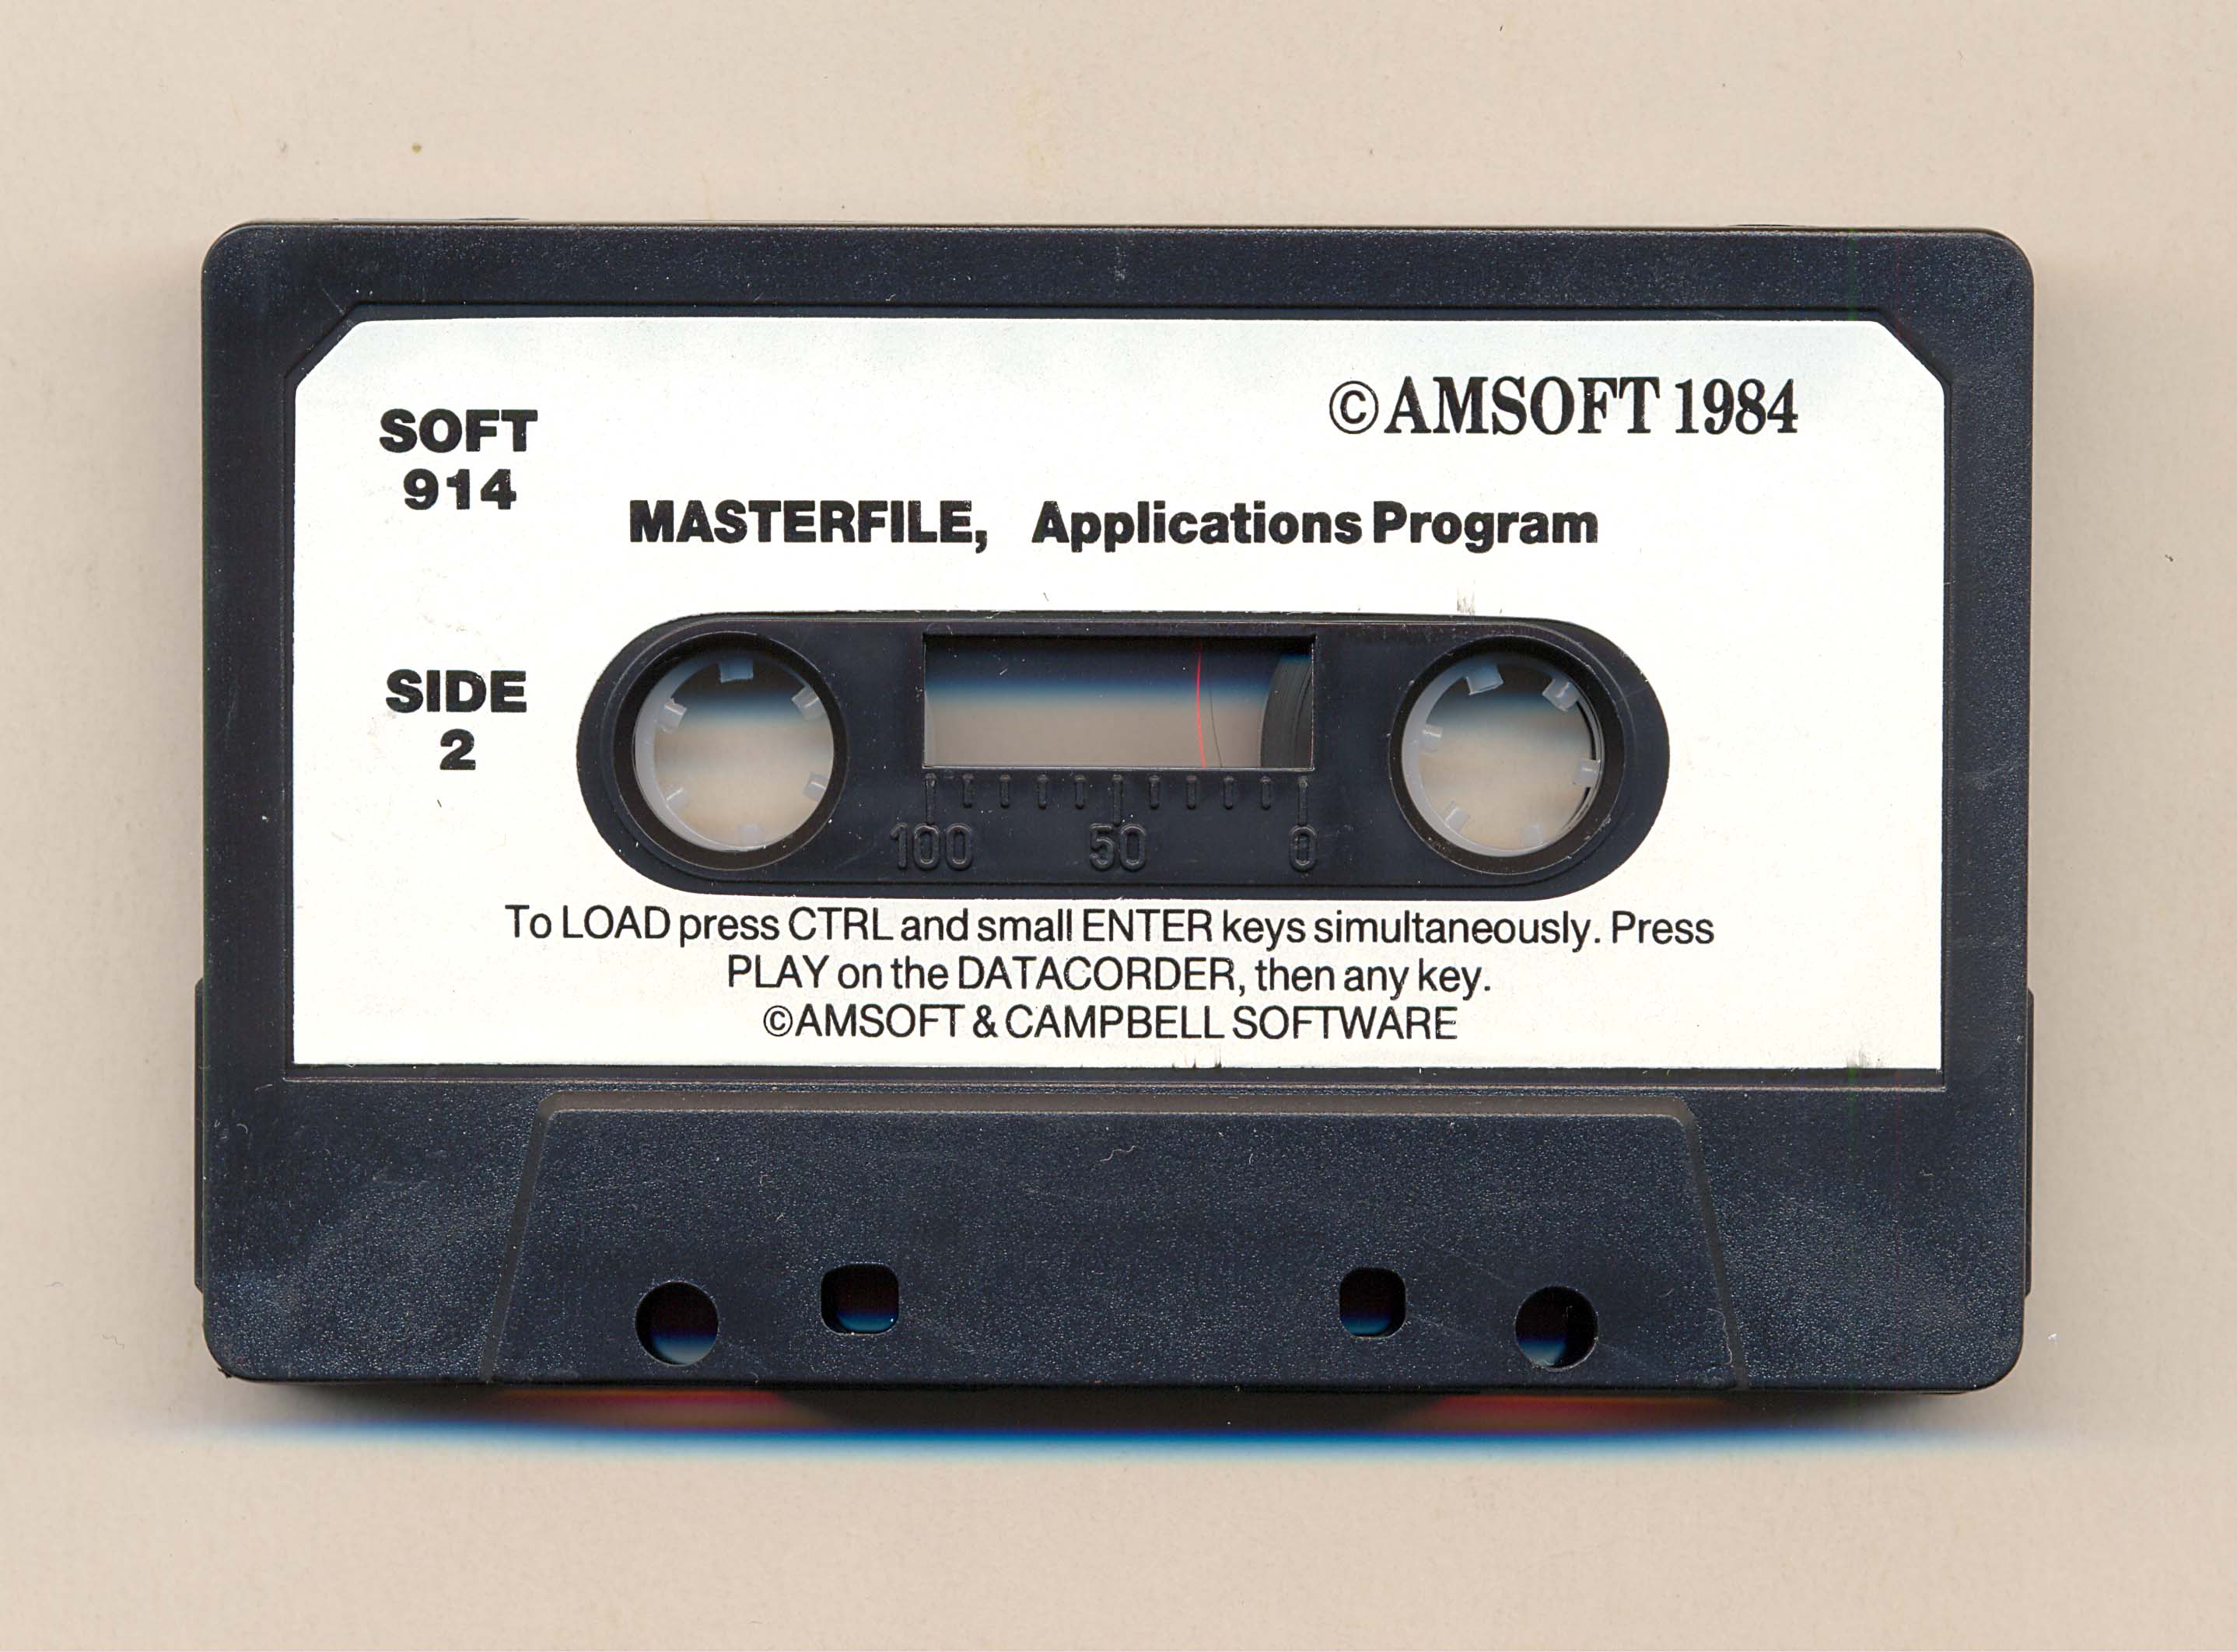 ©AMSOFT 1984
SOFT
914
MASTERFILE, Applications Program
SIDE
2
100 50 0
To LOAD press CTRL and small ENTER keys simultaneously. Press
PLAY on the DATACORDER, then any key.
©AMSOFT & CAMPBELL SOFTWARE